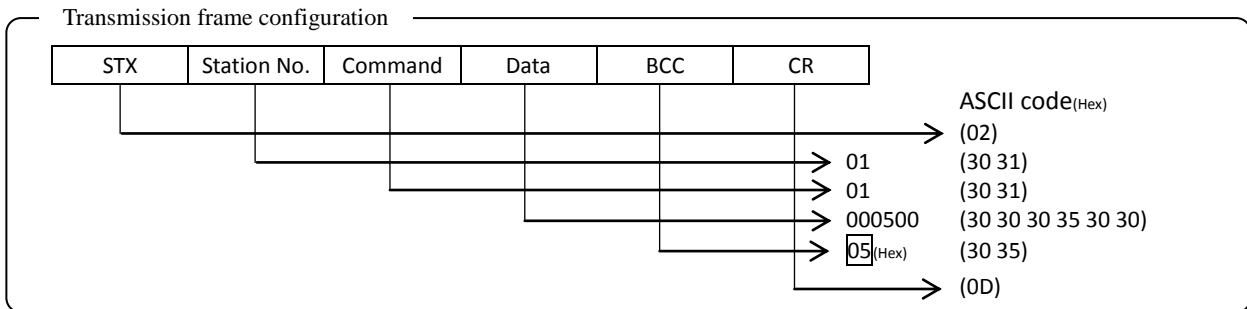 Transmission frame configuration
STX Station No. Command Data BCC CR
ASCII code(Hex)
(02)
01 (30 31)
01 (30 31)
000500 (30 30 30 35 30 30)
05(Hex) (30 35)
(0D)